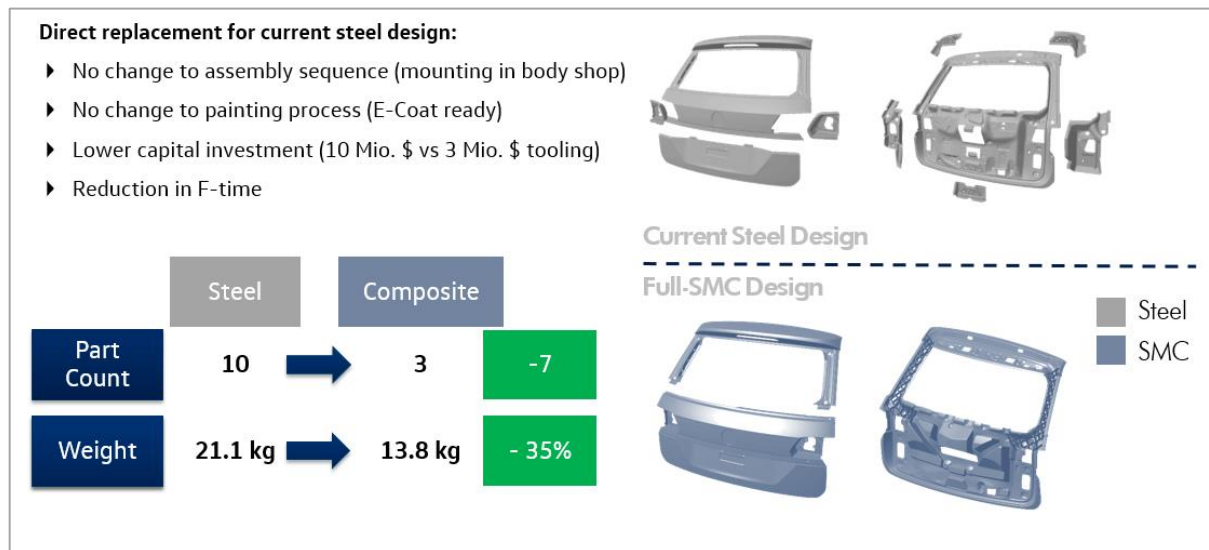 Direct replacement for current steel design:
No change to assembly sequence (mounting in body shop)
No change to painting process (E-Coat ready)
Lower capital investment (10 Mio. $ vs 3 Mio. $ tooling)
Reduction in F-time
Current Steel Design
Full-SMC Design
Steel
SMC
Steel Composite
Part Count 10 3 -7
Weight 21.1 kg 13.8 kg - 35%